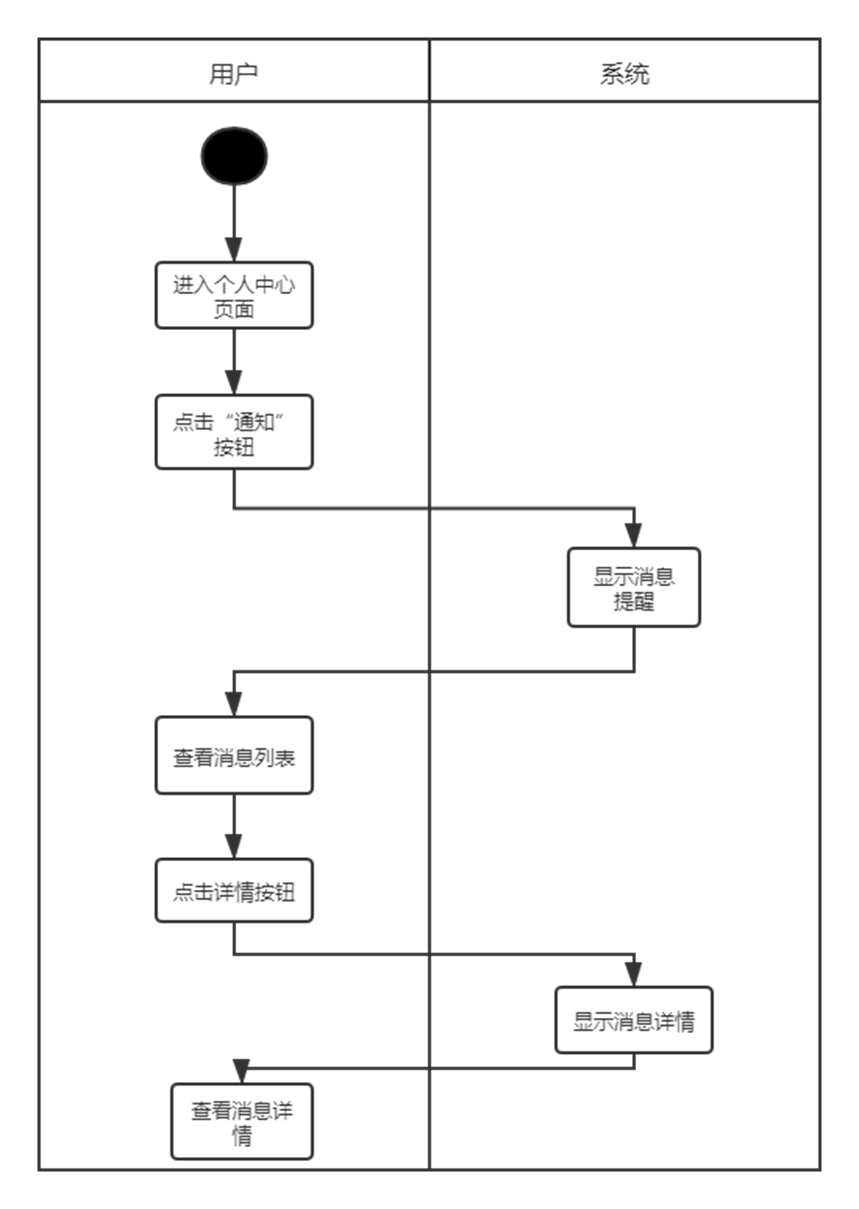 用户
系统
进入个人中心
页面
点击“通知”
按钮
显示消息
提醒
查看消息列表
点击详情按钮
显示消息详情
查看消息详
情